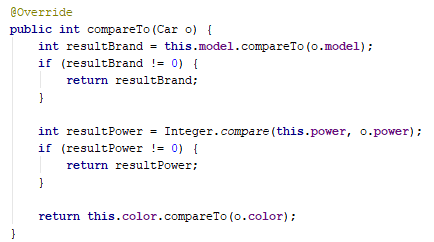 @Override
public int compareTo(Car o) {
    int resultBrand = this.model.compareTo(o.model);
    if (resultBrand != 0) {
        return resultBrand;
    }

    int resultPower = Integer.compare(this.power, o.power);
    if (resultPower != 0) {
        return resultPower;
    }

    return this.color.compareTo(o.color);
}